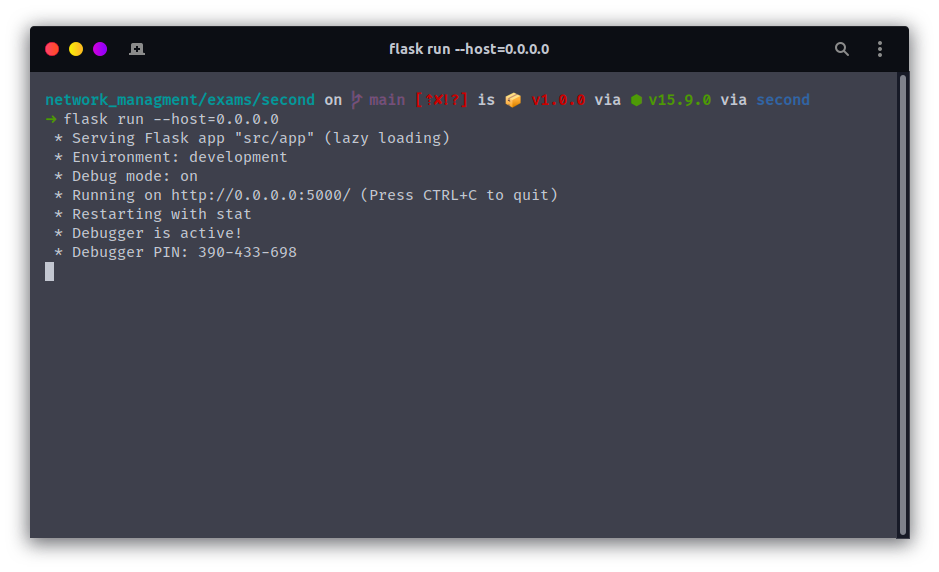 flask run --host=0.0.0.0
network_managment/exams/second on main [⇡✘!?] is 📦 v1.0.0 via ⬢ v15.9.0 via second
➜ flask run --host=0.0.0.0
* Serving Flask app "src/app" (lazy loading)
* Environment: development
* Debug mode: on
* Running on http://0.0.0.0:5000/ (Press CTRL+C to quit)
* Restarting with stat
* Debugger is active!
* Debugger PIN: 390-433-698